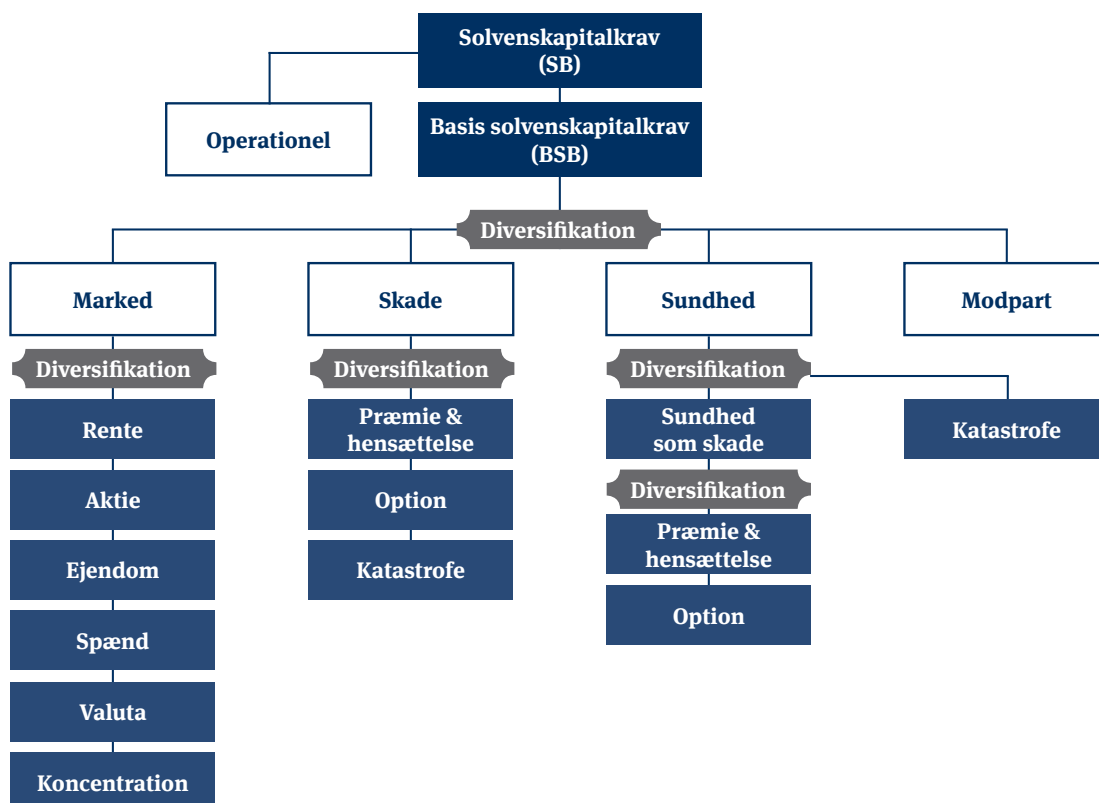 Solvenskapitalkrav
(SB)
Operationel
Basis solvenskapitalkrav
(BSB)
Diversifikation
Marked
Skade
Sundhed
Modpart
Diversifikation
Diversifikation
Diversifikation
Rente
Præmie &
hensættelse
Sundhed
som skade
Katastrofe
Aktie
Option
Diversifikation
Ejendom
Katastrofe
Præmie &
hensættelse
Spænd
Option
Valuta
Koncentration